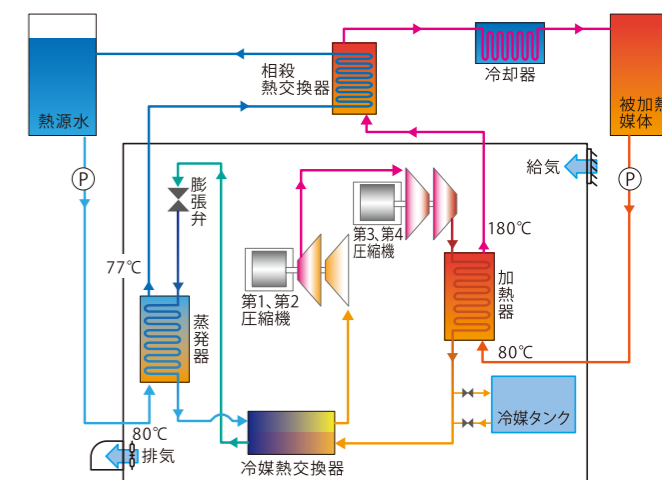 熱源水
相殺
熱交換器
冷却器
被加熱
媒体
P
P
給気
膨張弁
第3、第4
圧縮機
180℃
77℃
第1、第2
圧縮機
加熱器
蒸発器
80℃
冷媒タンク
80℃
排気
冷媒熱交換器